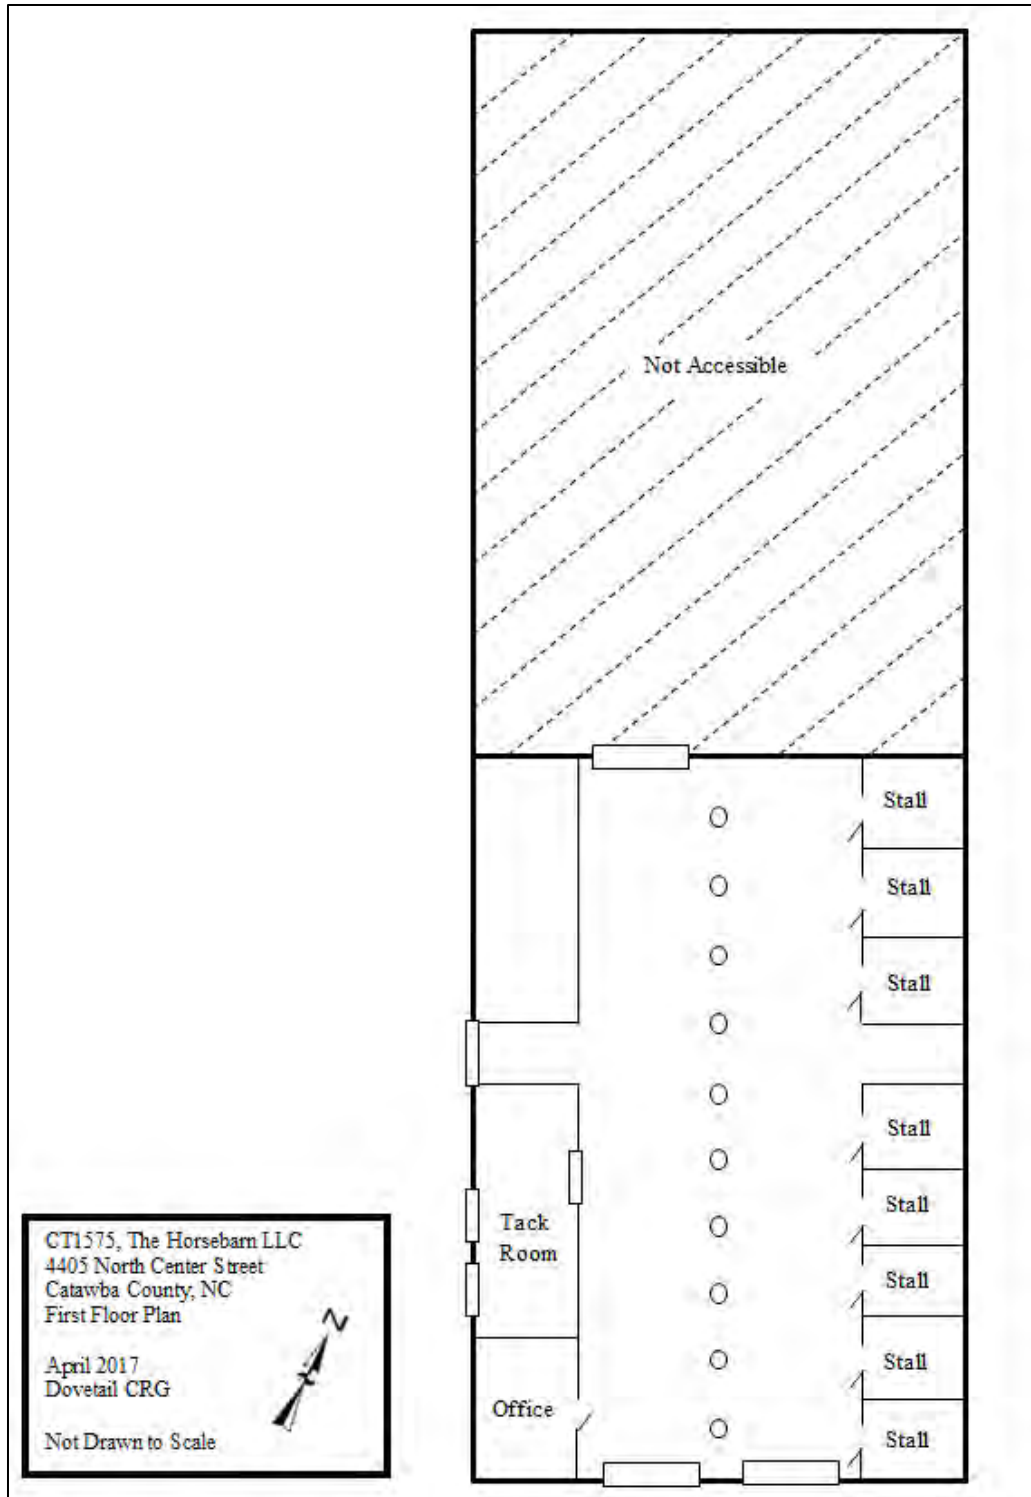 Not Accessible
Stall
Stall
Stall
Stall
Stall
Stall
Stall
Stall
Tack
Room
Office
CT1575, The Horsebarn LLC
4405 North Center Street
Catawba County, NC
First Floor Plan
N
April 2017
Dovetail CRG
Not Drawn to Scale